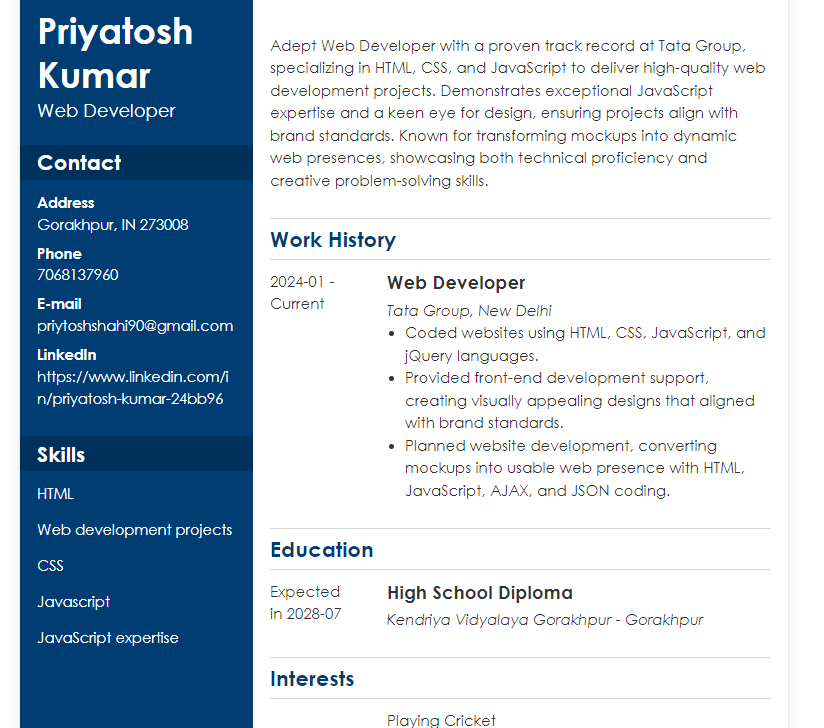 Priyatosh
Kumar
Web Developer
Contact
Address
Gorakhpur, IN 273008
Phone
7068137960
E-mail
priytoshshahi90@gmail.com
LinkedIn
https://www.linkedin.com/i
n/priyatosh-kumar-24bb96
Skills
HTML
Web development projects
CSS
Javascript
JavaScript expertise
Adept Web Developer with a proven track record at Tata Group,
specializing in HTML, CSS, and JavaScript to deliver high-quality web
development projects. Demonstrates exceptional JavaScript
expertise and a keen eye for design, ensuring projects align with
brand standards. Known for transforming mockups into dynamic
web presences, showcasing both technical proficiency and
creative problem-solving skills.
Work History
2024-01 -
Current
Web Developer
Tata Group, New Delhi
• Coded websites using HTML, CSS, JavaScript, and
jQuery languages.
• Provided front-end development support,
creating visually appealing designs that aligned
with brand standards.
• Planned website development, converting
mockups into usable web presence with HTML,
JavaScript, AJAX, and JSON coding.
Education
Expected
in 2028-07
High School Diploma
Kendriya Vidyalaya Gorakhpur - Gorakhpur
Interests
Playing Cricket